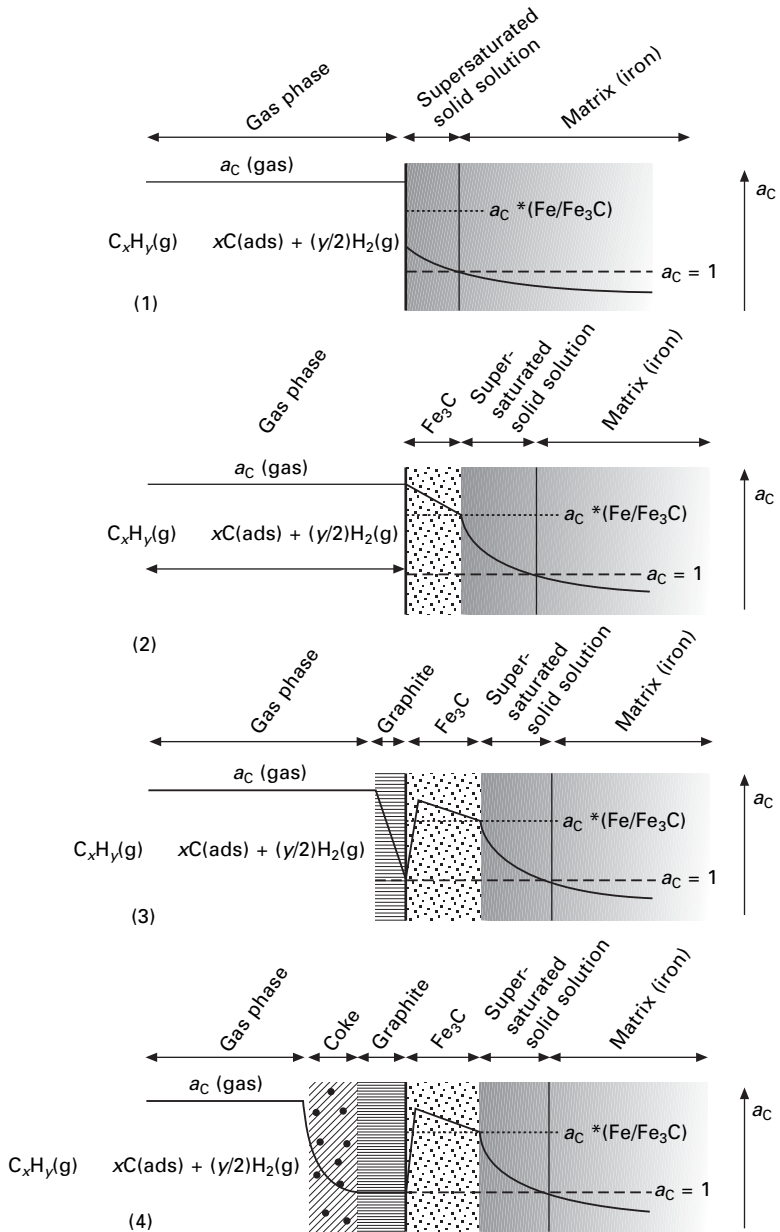 Gas phase
Supersaturated
solid solution
Matrix (iron)
a_C (gas)
a_C
a_C *(Fe/Fe₃C)
CₓH_y(g) xC(ads) + (y/2)H₂(g)
a_C = 1
(1)
Gas phase
Fe₃C
Super-
saturated
solid solution
Matrix (iron)
a_C (gas)
a_C
a_C *(Fe/Fe₃C)
CₓH_y(g) xC(ads) + (y/2)H₂(g)
a_C = 1
(2)
Gas phase
Graphite
Fe₃C
Super-
saturated
solid solution
Matrix (iron)
a_C (gas)
a_C
a_C *(Fe/Fe₃C)
CₓH_y(g) xC(ads) + (y/2)H₂(g)
a_C = 1
(3)
Gas phase
Coke
Graphite
Fe₃C
Super-
saturated
solid solution
Matrix (iron)
a_C (gas)
a_C
a_C *(Fe/Fe₃C)
CₓH_y(g) xC(ads) + (y/2)H₂(g)
a_C = 1
(4)